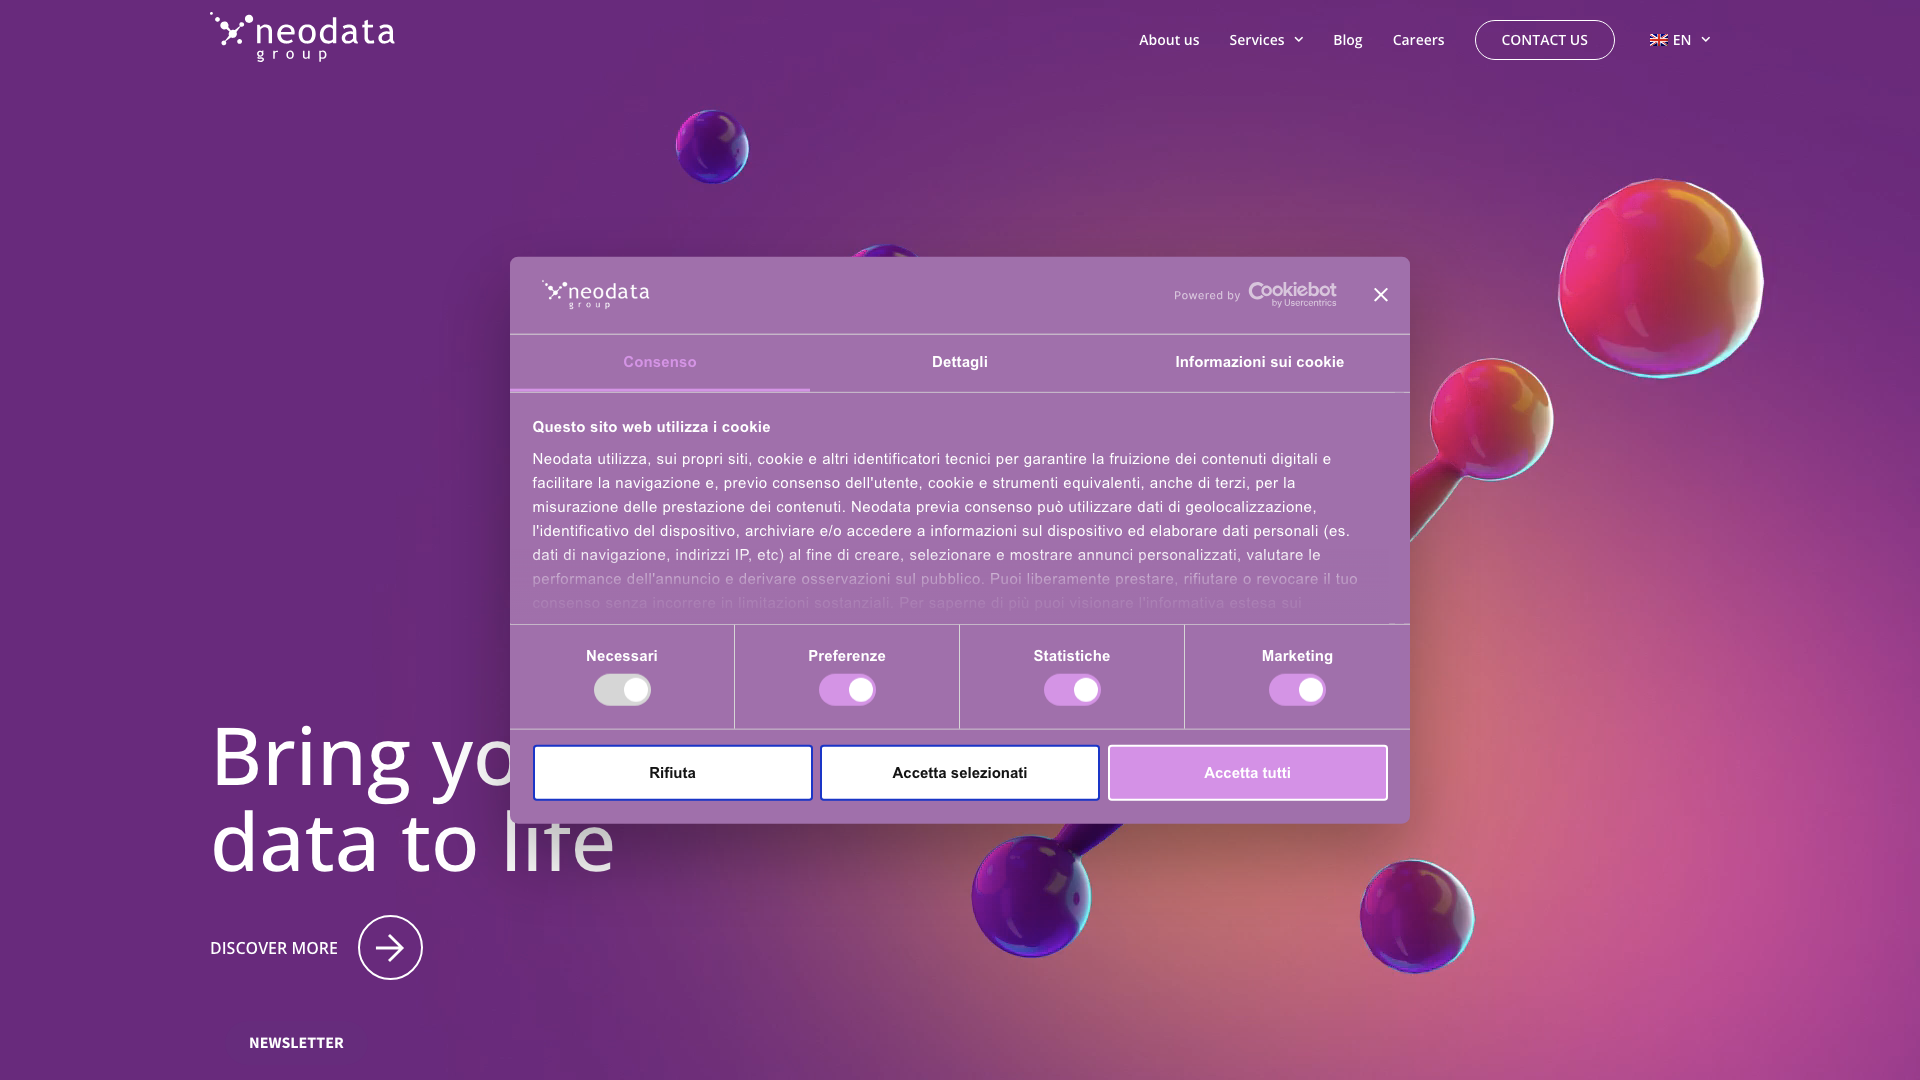 neodata
group
About us
Services
Blog
Careers
CONTACT US
EN
neodata
group
Powered by
Cookiebot
by Usercentrics
Consenso
Dettagli
Informazioni sui cookie
Questo sito web utilizza i cookie
Neodata utilizza, sui propri siti, cookie e altri identificatori tecnici per garantire la fruizione dei contenuti digitali e
facilitare la navigazione e, previo consenso dell'utente, cookie e strumenti equivalenti, anche di terzi, per la
misurazione delle prestazione dei contenuti. Neodata previa consenso può utilizzare dati di geolocalizzazione,
l'identificativo del dispositivo, archiviare e/o accedere a informazioni sul dispositivo ed elaborare dati personali (es.
dati di navigazione, indirizzi IP, etc) al fine di creare, selezionare e mostrare annunci personalizzati, valutare le
performance dell'annuncio e derivare osservazioni sul pubblico. Puoi liberamente prestare, rifiutare o revocare il tuo
consenso senza incorrere in limitazioni sostanziali. Per saperne di più puoi visionare l'informativa estesa sui
Necessari
Preferenze
Statistiche
Marketing
Rifiuta
Accetta selezionati
Accetta tutti
Bring yo
data to life
DISCOVER MORE
NEWSLETTER